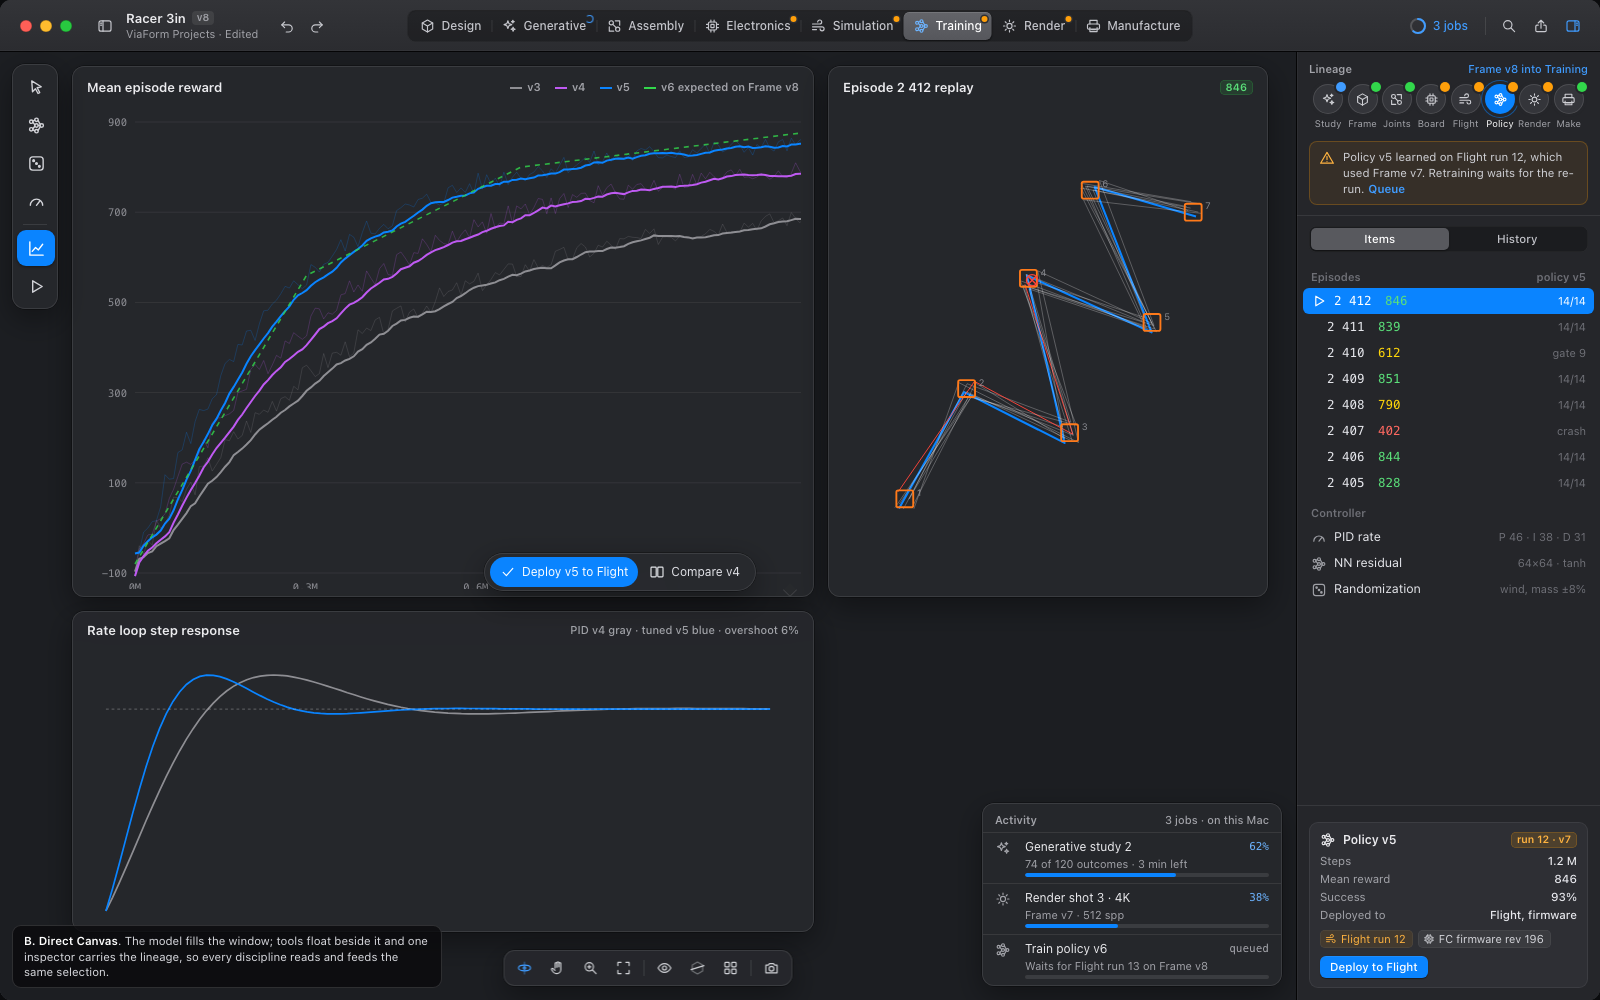 Racer 3in v8
ViaForm Projects · Edited
Design
Generative
Assembly
Electronics
Simulation
Training
Render
Manufacture
3 jobs
Mean episode reward
v3
v4
v5
v6 expected on Frame v8
900
700
500
300
100
−100
0M
0.3M
0.6M
Deploy v5 to Flight
Compare v4
Episode 2 412 replay
846
1
2
3
4
5
6
7
Rate loop step response
PID v4 gray · tuned v5 blue · overshoot 6%
B. Direct Canvas. The model fills the window; tools float beside it and one
inspector carries the lineage, so every discipline reads and feeds the
same selection.
Activity
3 jobs · on this Mac
Generative study 2
62%
74 of 120 outcomes · 3 min left
Render shot 3 · 4K
38%
Frame v7 · 512 spp
Train policy v6
queued
Waits for Flight run 13 on Frame v8
Lineage
Frame v8 into Training
Study
Frame
Joints
Board
Flight
Policy
Render
Make
Policy v5 learned on Flight run 12, which
used Frame v7. Retraining waits for the re-
run. Queue
Items
History
Episodes
policy v5
2 412 846 14/14
2 411 839 14/14
2 410 612 gate 9
2 409 851 14/14
2 408 790 14/14
2 407 402 crash
2 406 844 14/14
2 405 828 14/14
Controller
PID rate P 46 · I 38 · D 31
NN residual 64×64 · tanh
Randomization wind, mass ±8%
Policy v5
run 12 · v7
Steps 1.2 M
Mean reward 846
Success 93%
Deployed to Flight, firmware
Flight run 12
FC firmware rev 196
Deploy to Flight